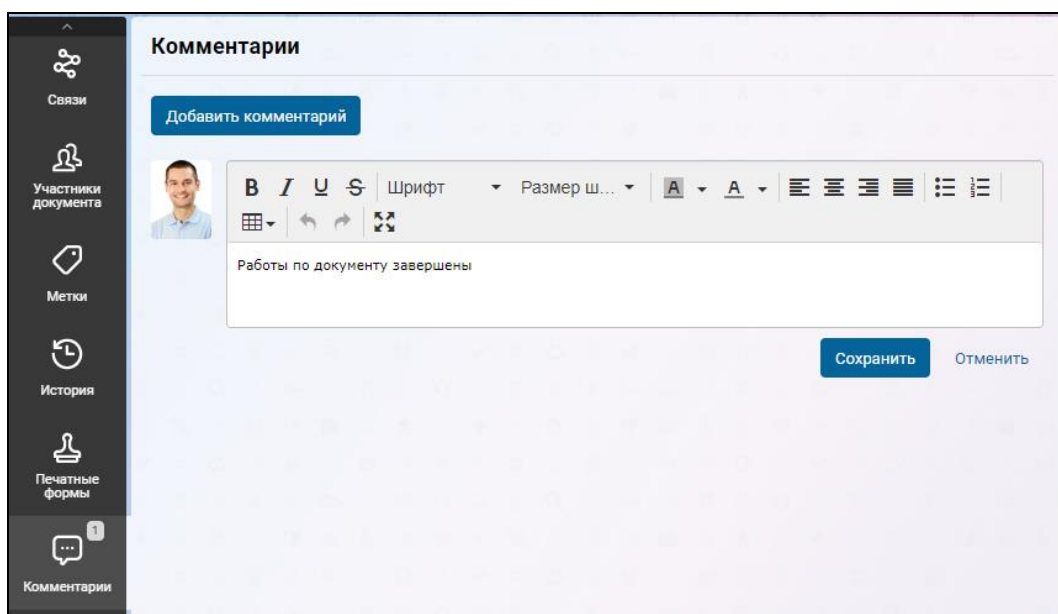 Комментарии
Связи
Добавить комментарий
Участники
документа
B I U S Шрифт Размер ш... A A
Работы по документу завершены
Метки
Сохранить Отменить
История
Печатные
формы
1
Комментарии